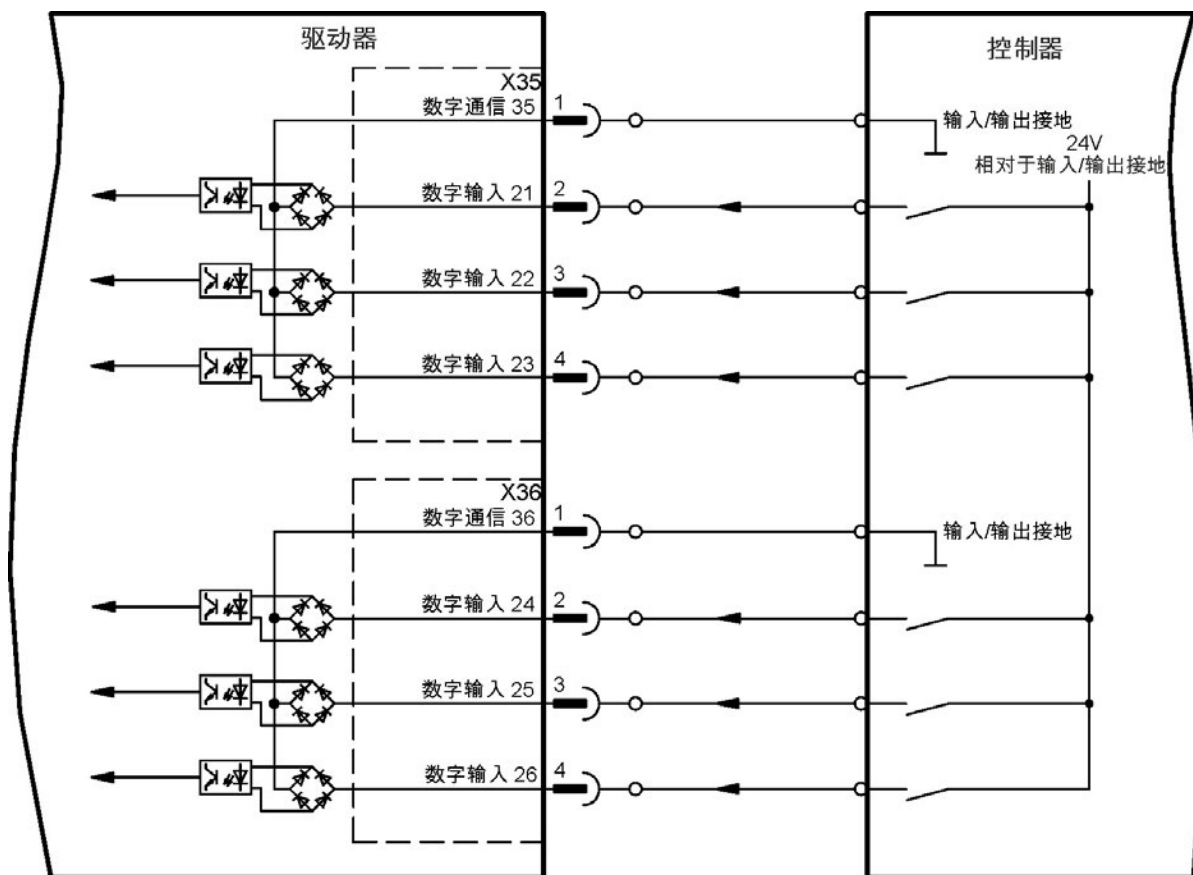 驱动器
控制器
X35
数字通信 35
1
输入/输出接地
24V
相对于输入/输出接地
数字输入 21
2
数字输入 22
3
数字输入 23
4
X36
数字通信 36
1
输入/输出接地
数字输入 24
2
数字输入 25
3
数字输入 26
4